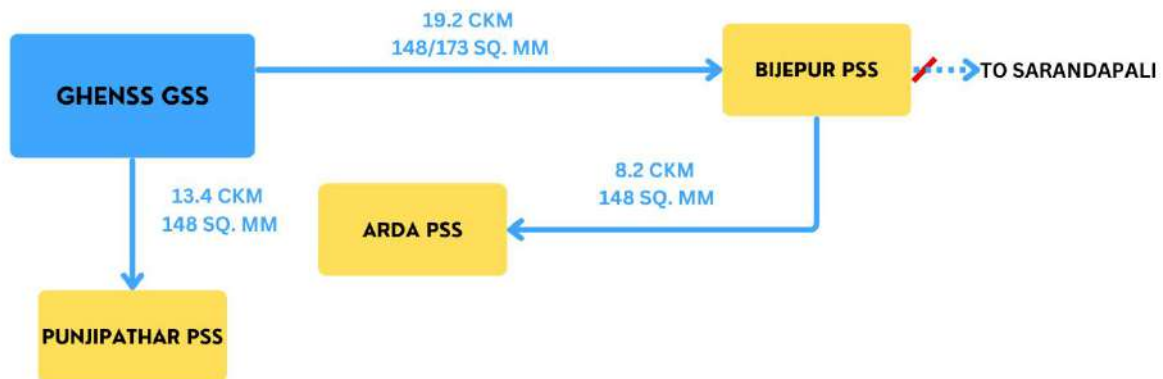 19.2 CKM
148/173 SQ. MM
GHENSS GSS
BIJEPUR PSS
TO SARANDAPALI
13.4 CKM
148 SQ. MM
8.2 CKM
148 SQ. MM
ARDA PSS
PUNJIPATHAR PSS